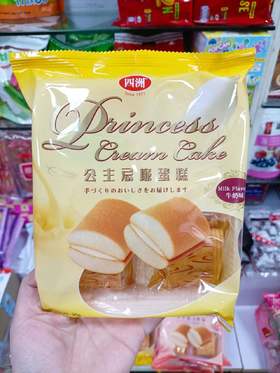 四洲
Since 1971
Princess
Cream Cake
公主忌廉蛋糕
手づくりのおいしさをお届けします
Milk Flavor
牛奶味